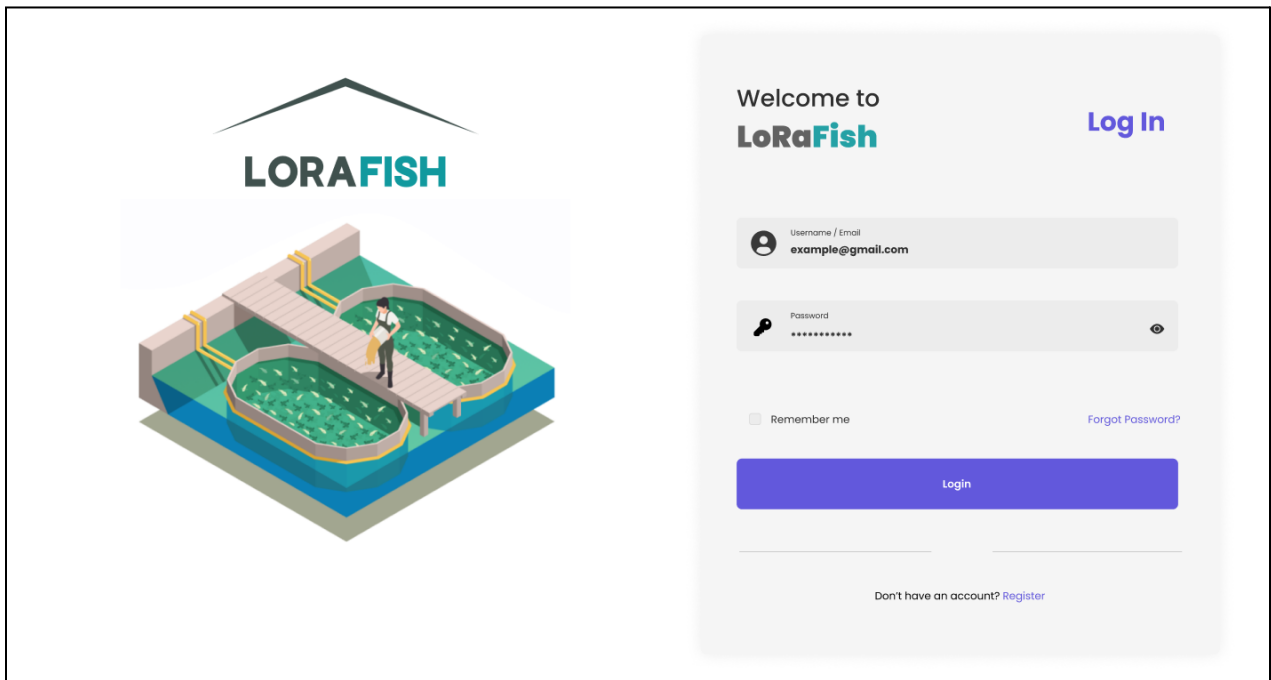 LORAFISH
Welcome to
LoRaFish
Log In
Username / Email
example@gmail.com
Password
***********
Remember me
Forgot Password?
Login
Don't have an account? Register